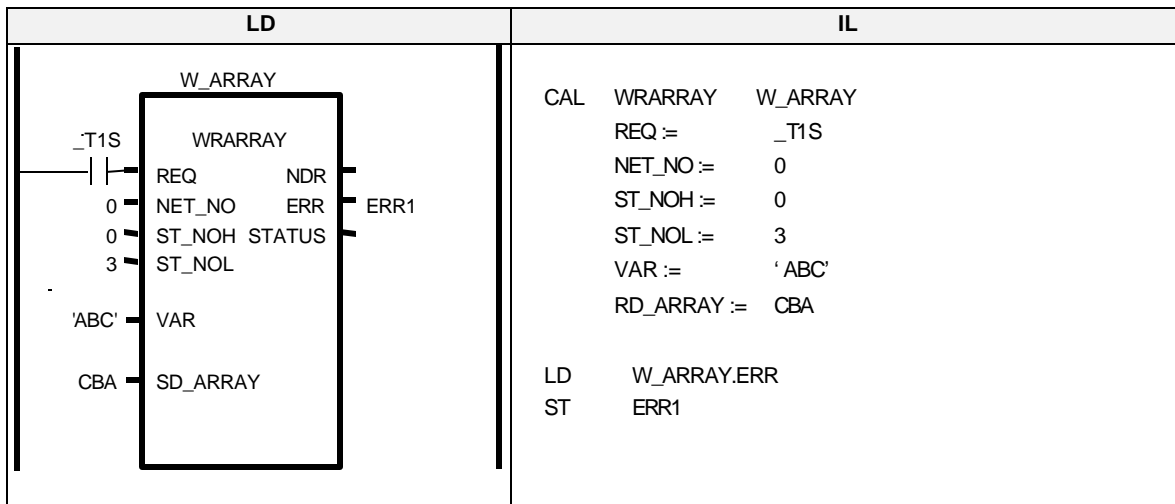 LD IL
W_ARRAY
_T1S WRARRAY
REQ NDR
0 NET_NO ERR ERR1
0 ST_NOH STATUS
3 ST_NOL
'ABC' VAR
CBA SD_ARRAY
CAL WRARRAY W_ARRAY
REQ := _T1S
NET_NO := 0
ST_NOH := 0
ST_NOL := 3
VAR := ‘ ABC’
RD_ARRAY := CBA
LD W_ARRAY.ERR
ST ERR1